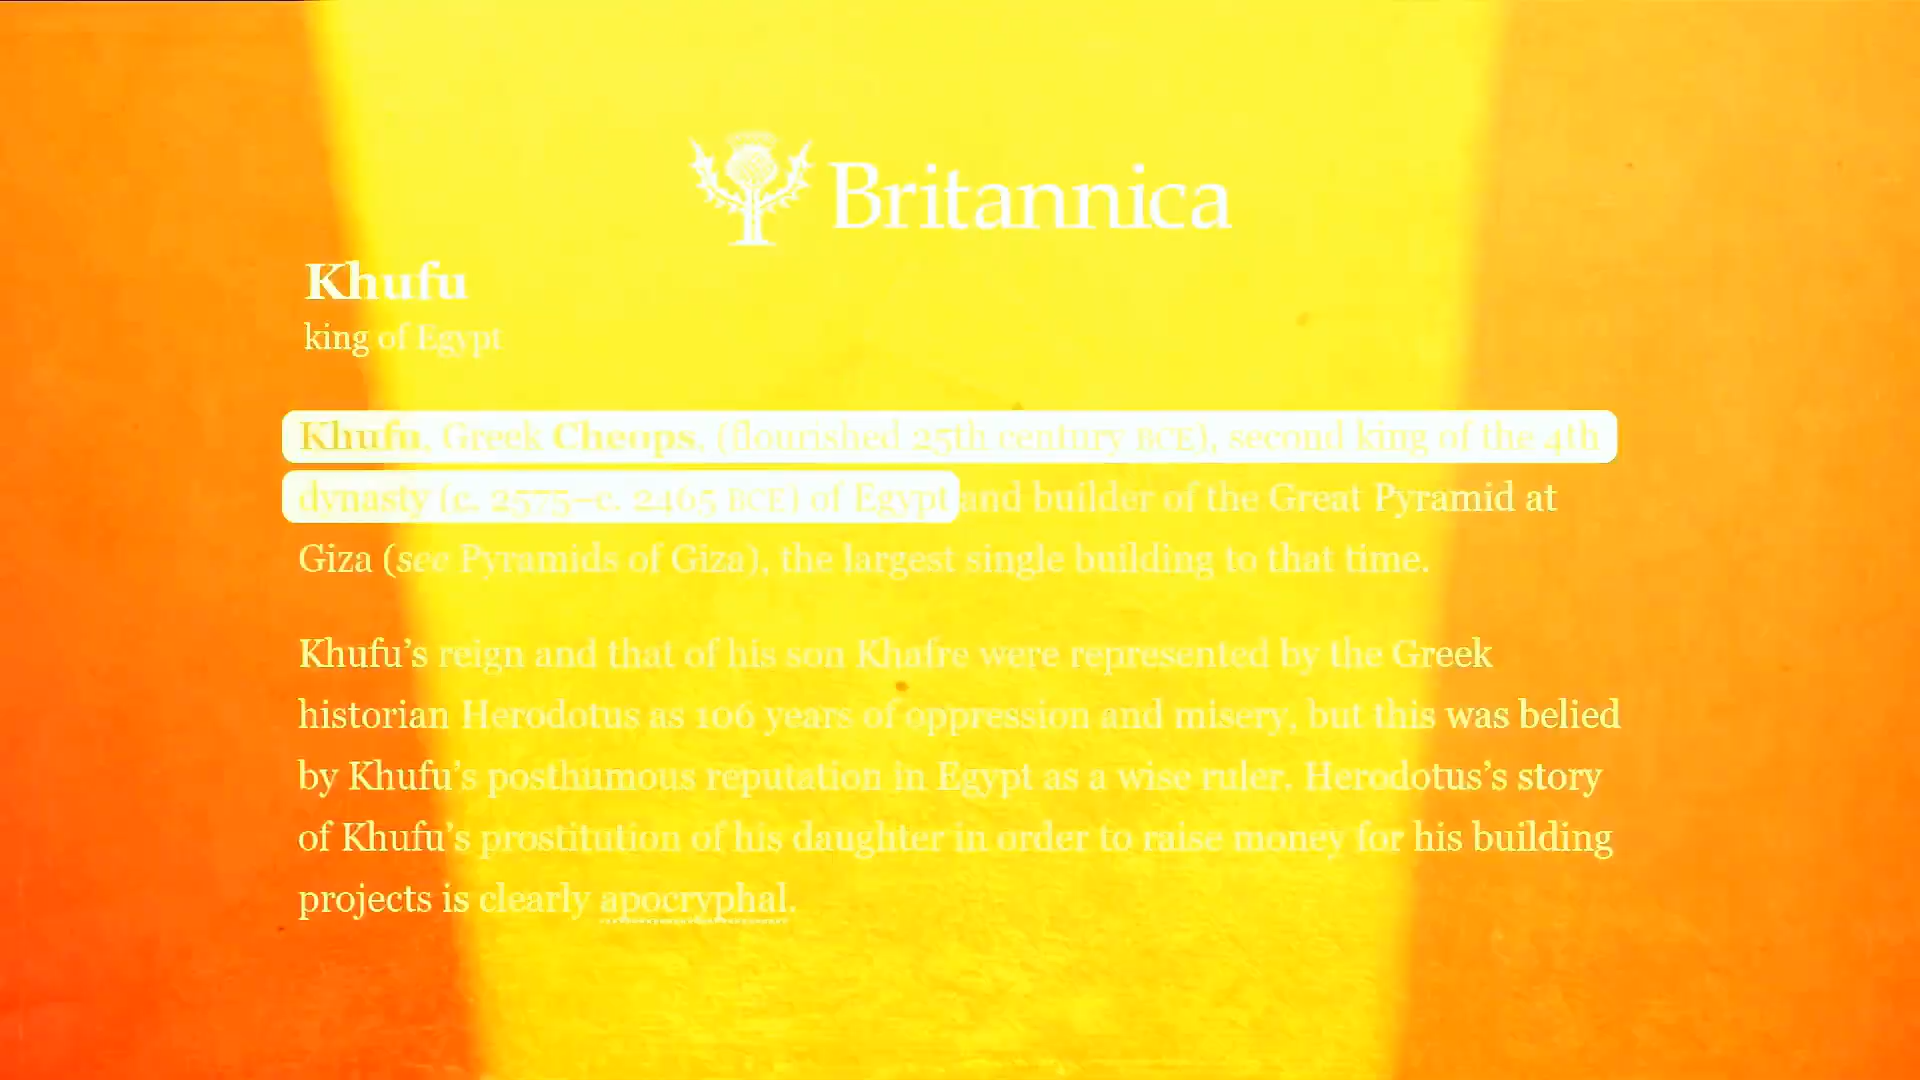 Britannica
Khufu
king of Egypt
Khufu, Greek Cheops, (flourished 25th century BCE), second king of the 4th
dynasty (c. 2575–c. 2465 BCE) of Egypt and builder of the Great Pyramid at
Giza (see Pyramids of Giza), the largest single building to that time.
Khufu’s reign and that of his son Khafre were represented by the Greek
historian Herodotus as 106 years of oppression and misery, but this was belied
by Khufu’s posthumous reputation in Egypt as a wise ruler. Herodotus’s story
of Khufu’s prostitution of his daughter in order to raise money for his building
projects is clearly apocryphal.